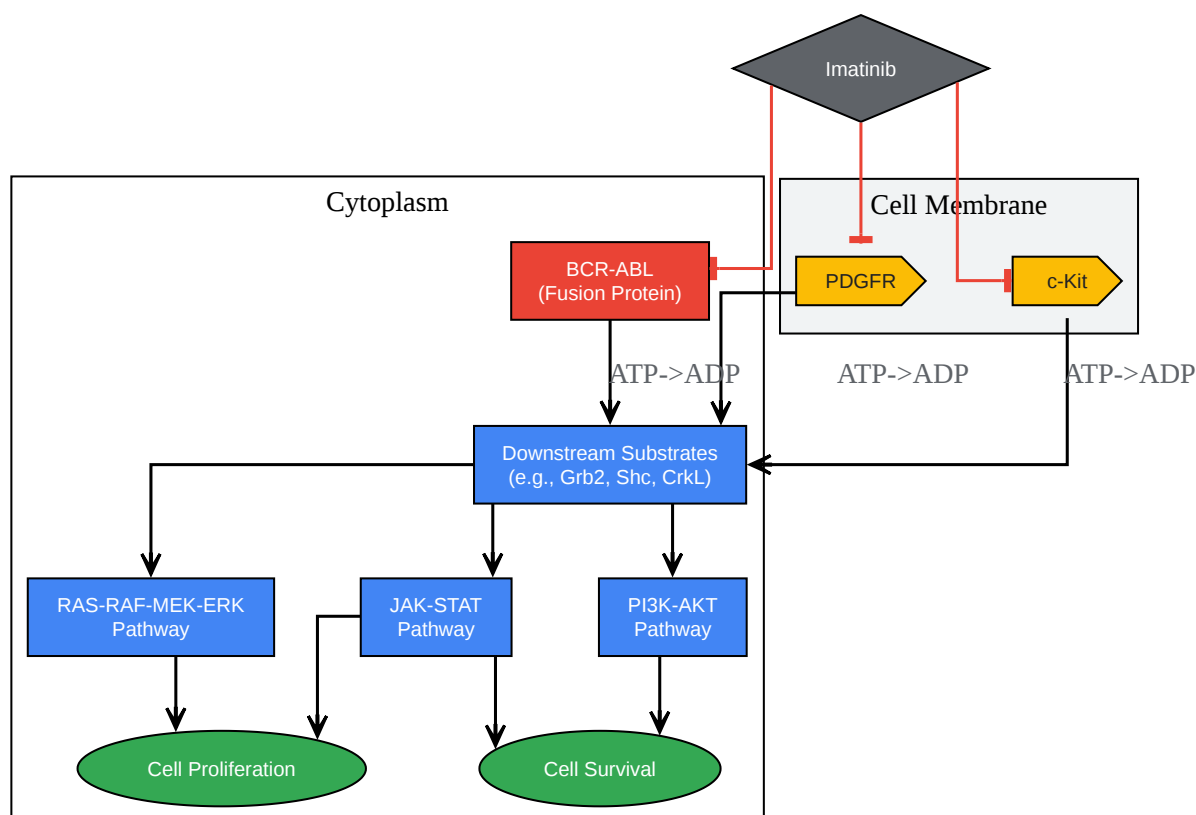 Imatinib
Cytoplasm
Cell Membrane
BCR-ABL
(Fusion Protein)
PDGFR
c-Kit
ATP->ADP
ATP->ADP
ATP->ADP
Downstream Substrates
(e.g., Grb2, Shc, CrkL)
RAS-RAF-MEK-ERK
Pathway
JAK-STAT
Pathway
PI3K-AKT
Pathway
Cell Proliferation
Cell Survival